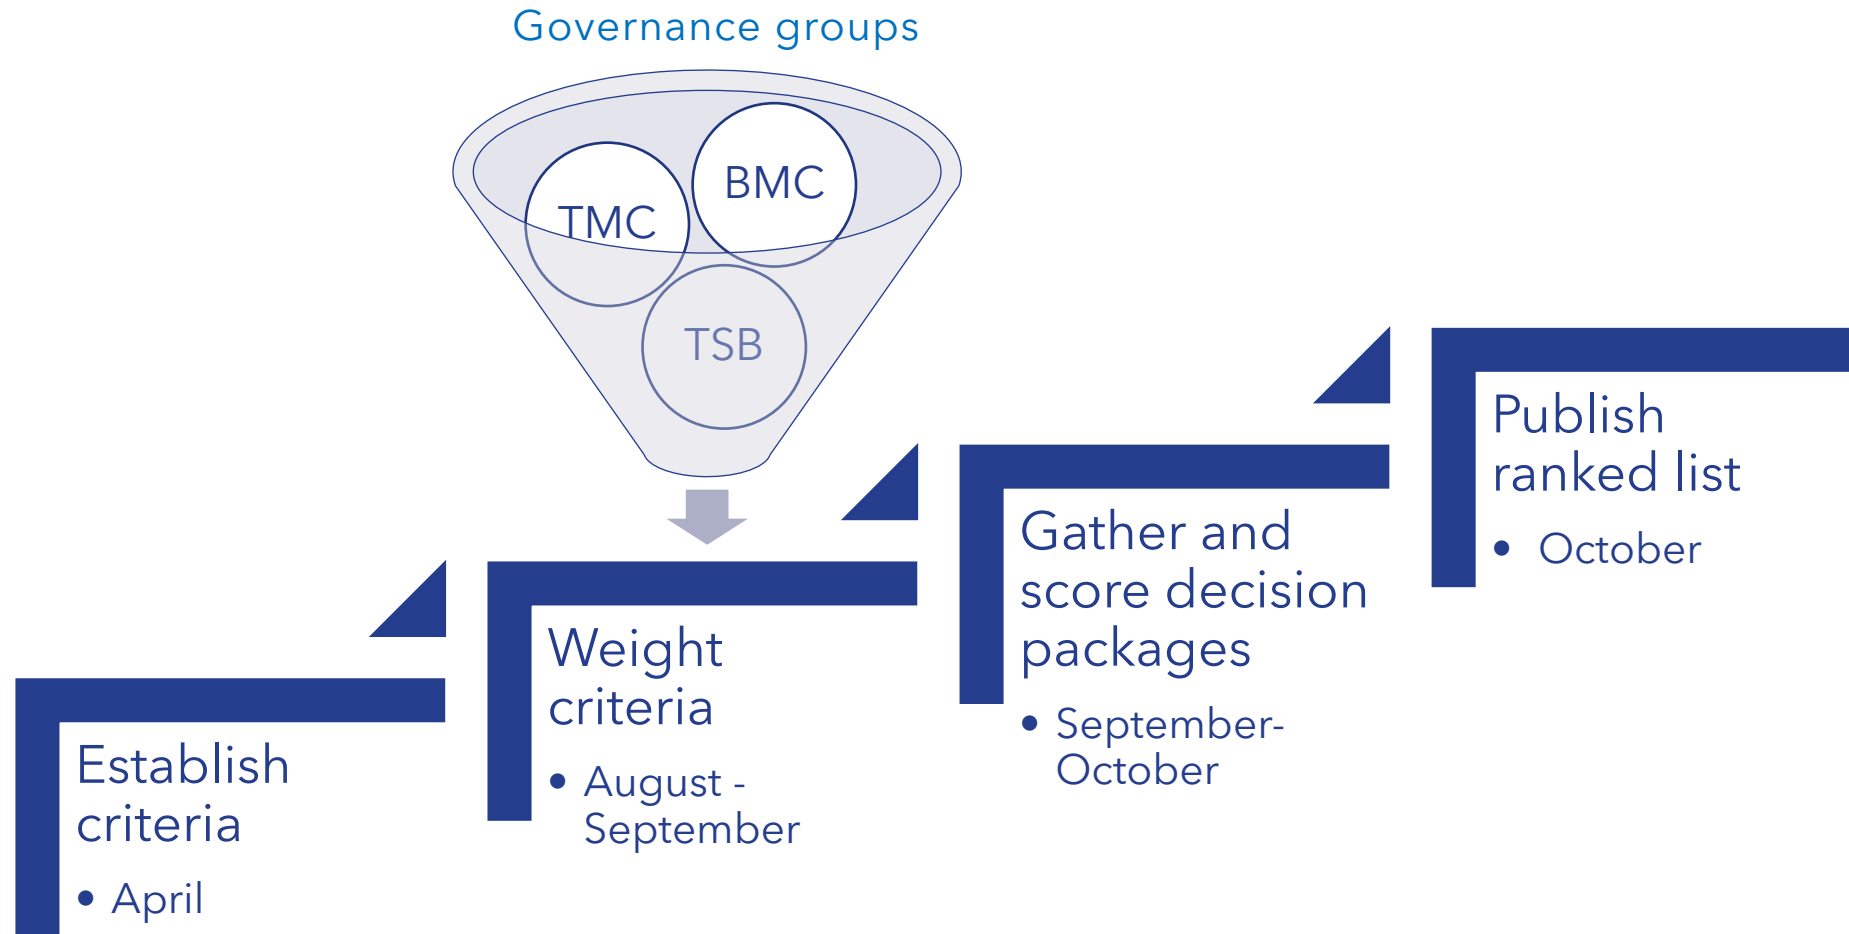 Governance groups
BMC
TMC
TSB
Establish
criteria
• April
Weight
criteria
• August -
September
Gather and
score decision
packages
• September-
October
Publish
ranked list
• October